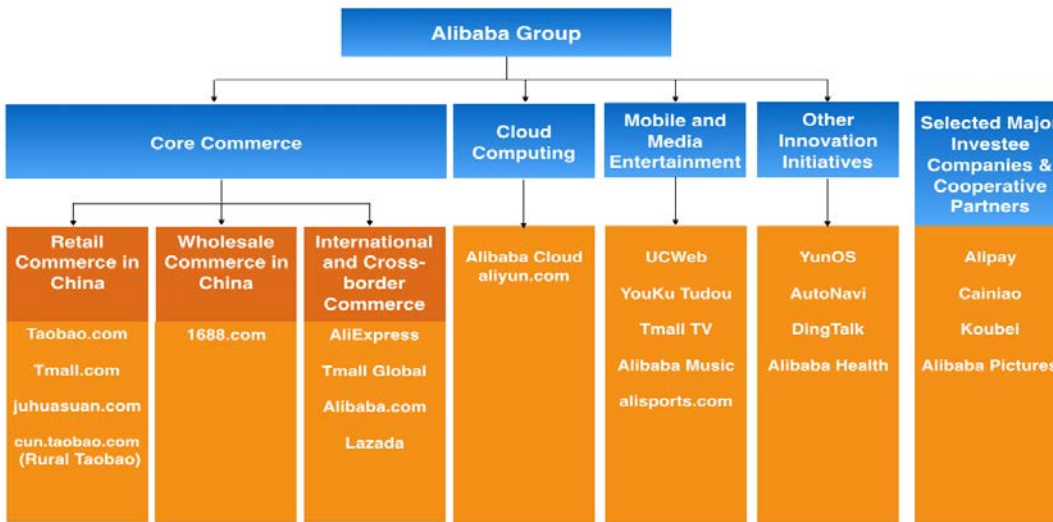 Alibaba Group
Core Commerce
Cloud
Computing
Mobile and
Media
Entertainment
Other
Innovation
Initiatives
Selected Major
Investee
Companies &
Cooperative
Partners
Retail
Commerce in
China
Taobao.com
Tmall.com
juhuasuan.com
cun.taobao.com
(Rural Taobao)
Wholesale
Commerce in
China
1688.com
International
and Cross-
border
Commerce
AliExpress
Tmall Global
Alibaba.com
Lazada
Alibaba Cloud
aliyun.com
UCWeb
YouKu Tudou
Tmall TV
Alibaba Music
alisports.com
YunOS
AutoNavi
DingTalk
Alibaba Health
Alipay
Cainiao
Koubei
Alibaba Pictures